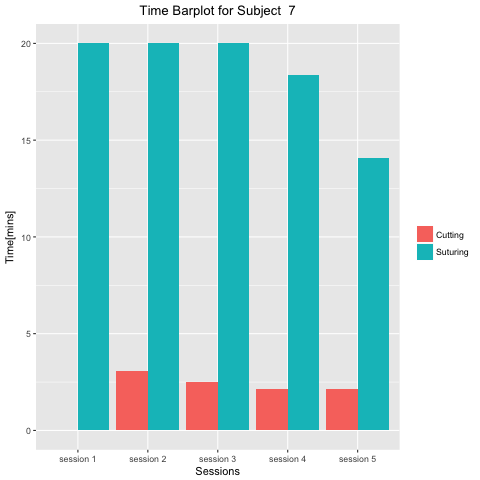 Time Barplot for Subject  7
Time[mins]
20
15
10
5
0
session 1
session 2
session 3
session 4
session 5
Sessions
Cutting
Suturing